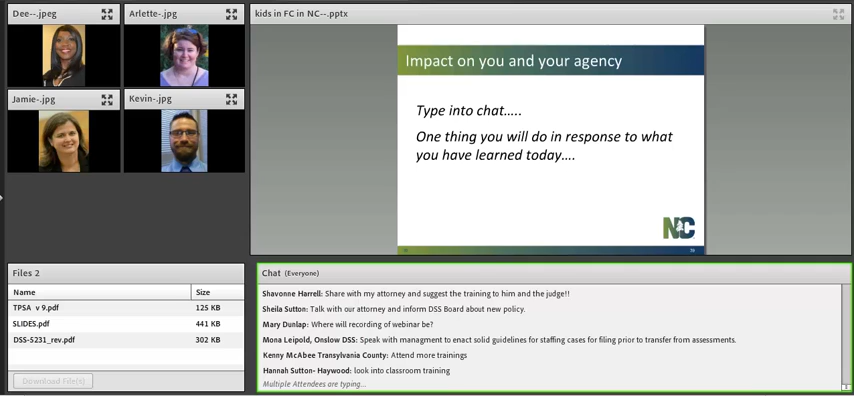 Dee--.jpeg
Arlette-.jpg
kids in FC in NC--.pptx
Impact on you and your agency
Type into chat.....
One thing you will do in response to what
you have learned today....
NC
Jamie-.jpg
Kevin-.jpg
Files 2
Name Size
TPSA v 9.pdf 125 KB
SLIDES.pdf 441 KB
DSS-5231_rev.pdf 302 KB
Download File(s)
Chat (Everyone)
Shavonne Harrell: Share with my attorney and suggest the training to him and the judge!!
Sheila Sutton: Talk with our attorney and inform DSS Board about new policy.
Mary Dunlap: Where will recording of webinar be?
Mona Leipold, Onslow DSS: Speak with managment to enact solid guidelines for staffing cases for filing prior to transfer from assessments.
Kenny McAbee Transylvania County: Attend more trainings
Hannah Sutton- Haywood: look into classroom training
Multiple Attendees are typing...